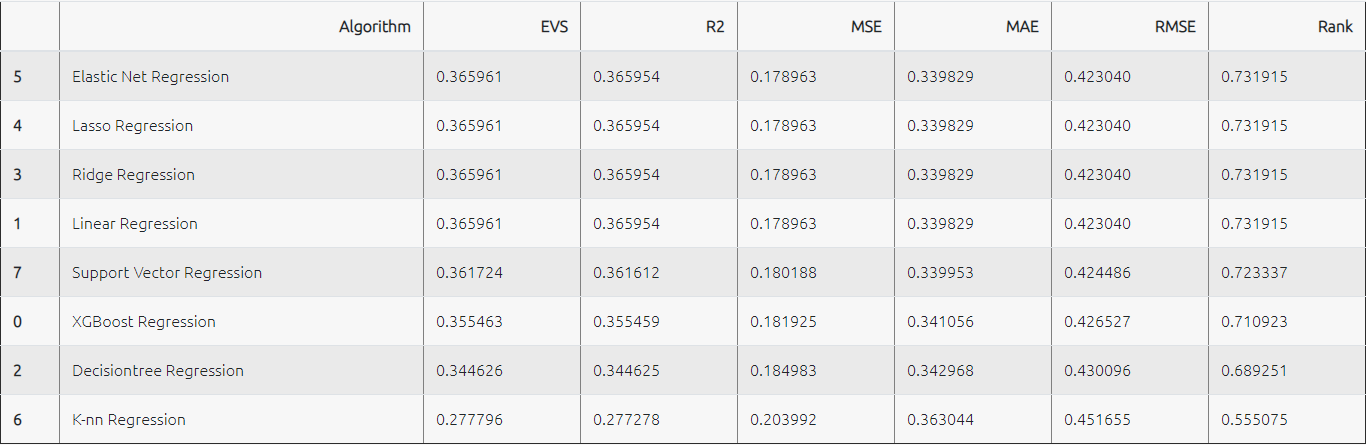 Algorithm EVS R2 MSE MAE RMSE Rank
5 Elastic Net Regression 0.365961 0.365954 0.178963 0.339829 0.423040 0.731915
4 Lasso Regression 0.365961 0.365954 0.178963 0.339829 0.423040 0.731915
3 Ridge Regression 0.365961 0.365954 0.178963 0.339829 0.423040 0.731915
1 Linear Regression 0.365961 0.365954 0.178963 0.339829 0.423040 0.731915
7 Support Vector Regression 0.361724 0.361612 0.180188 0.339953 0.424486 0.723337
0 XGBoost Regression 0.355463 0.355459 0.181925 0.341056 0.426527 0.710923
2 Decisiontree Regression 0.344626 0.344625 0.184983 0.342968 0.430096 0.689251
6 K-nn Regression 0.277796 0.277278 0.203992 0.363044 0.451655 0.555075